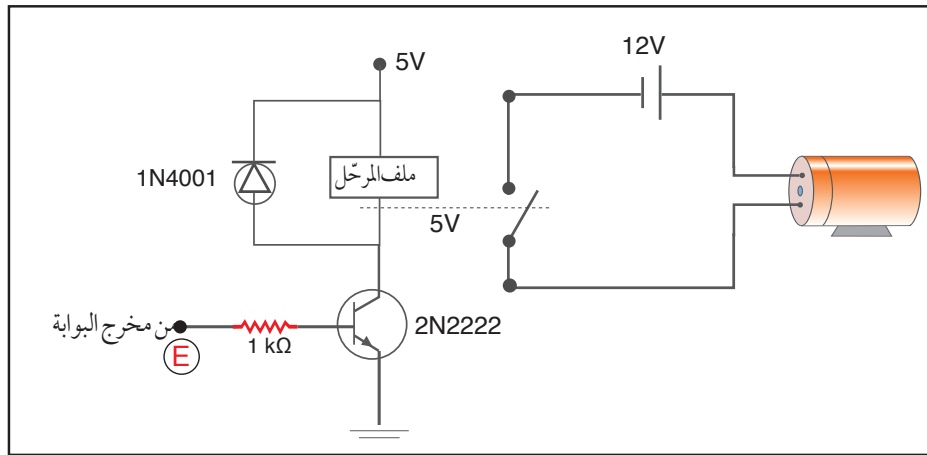 12V
5V
1N4001
ملف المرحّل
5V
2N2222
من مخرج البوابة
1 kΩ
E